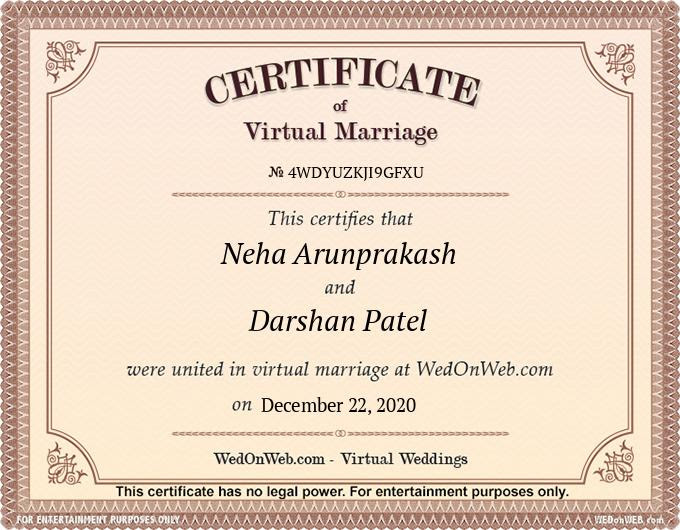 CERTIFICATE
of
Virtual Marriage
№ 4WDYUZKJI9GFXU
This certifies that
Neha Arunprakash
and
Darshan Patel
were united in virtual marriage at WedOnWeb.com
on December 22, 2020
WedOnWeb.com - Virtual Weddings
This certificate has no legal power. For entertainment purposes only.
FOR ENTERTAINMENT PURPOSES ONLY
WEDonWEB.com